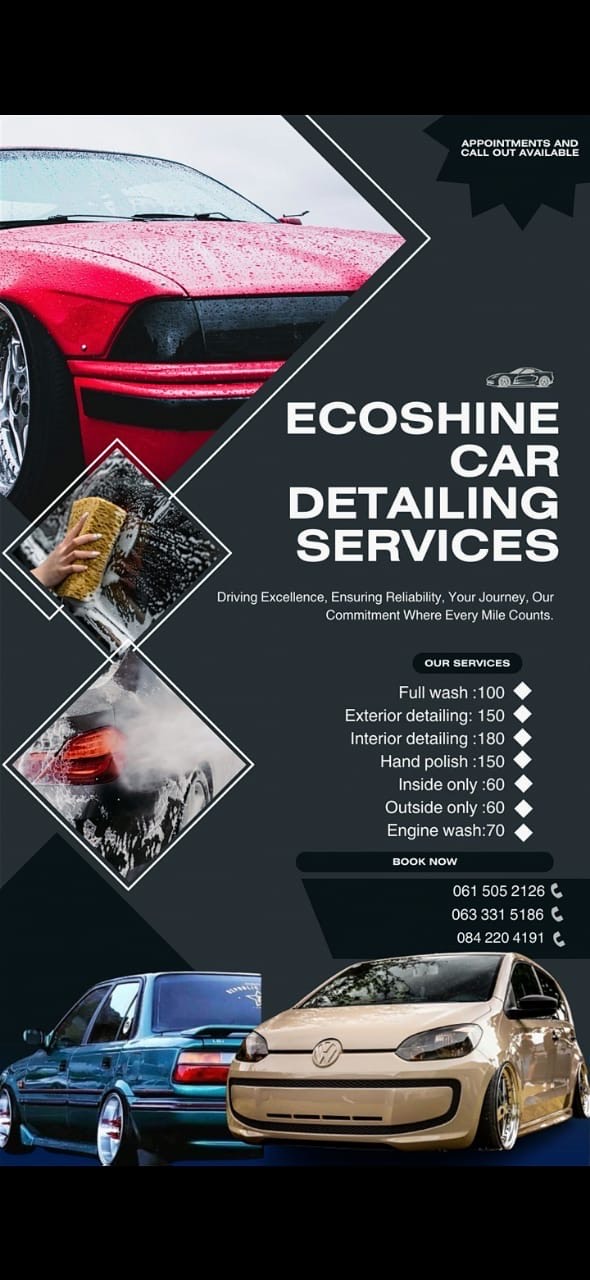 APPOINTMENTS AND
CALL OUT AVAILABLE
ECOSHINE
CAR
DETAILING
SERVICES
Driving Excellence, Ensuring Reliability, Your Journey, Our
Commitment Where Every Mile Counts.
OUR SERVICES
Full wash :100
Exterior detailing: 150
Interior detailing :180
Hand polish :150
Inside only :60
Outside only :60
Engine wash:70
BOOK NOW
061 505 2126
063 331 5186
084 220 4191